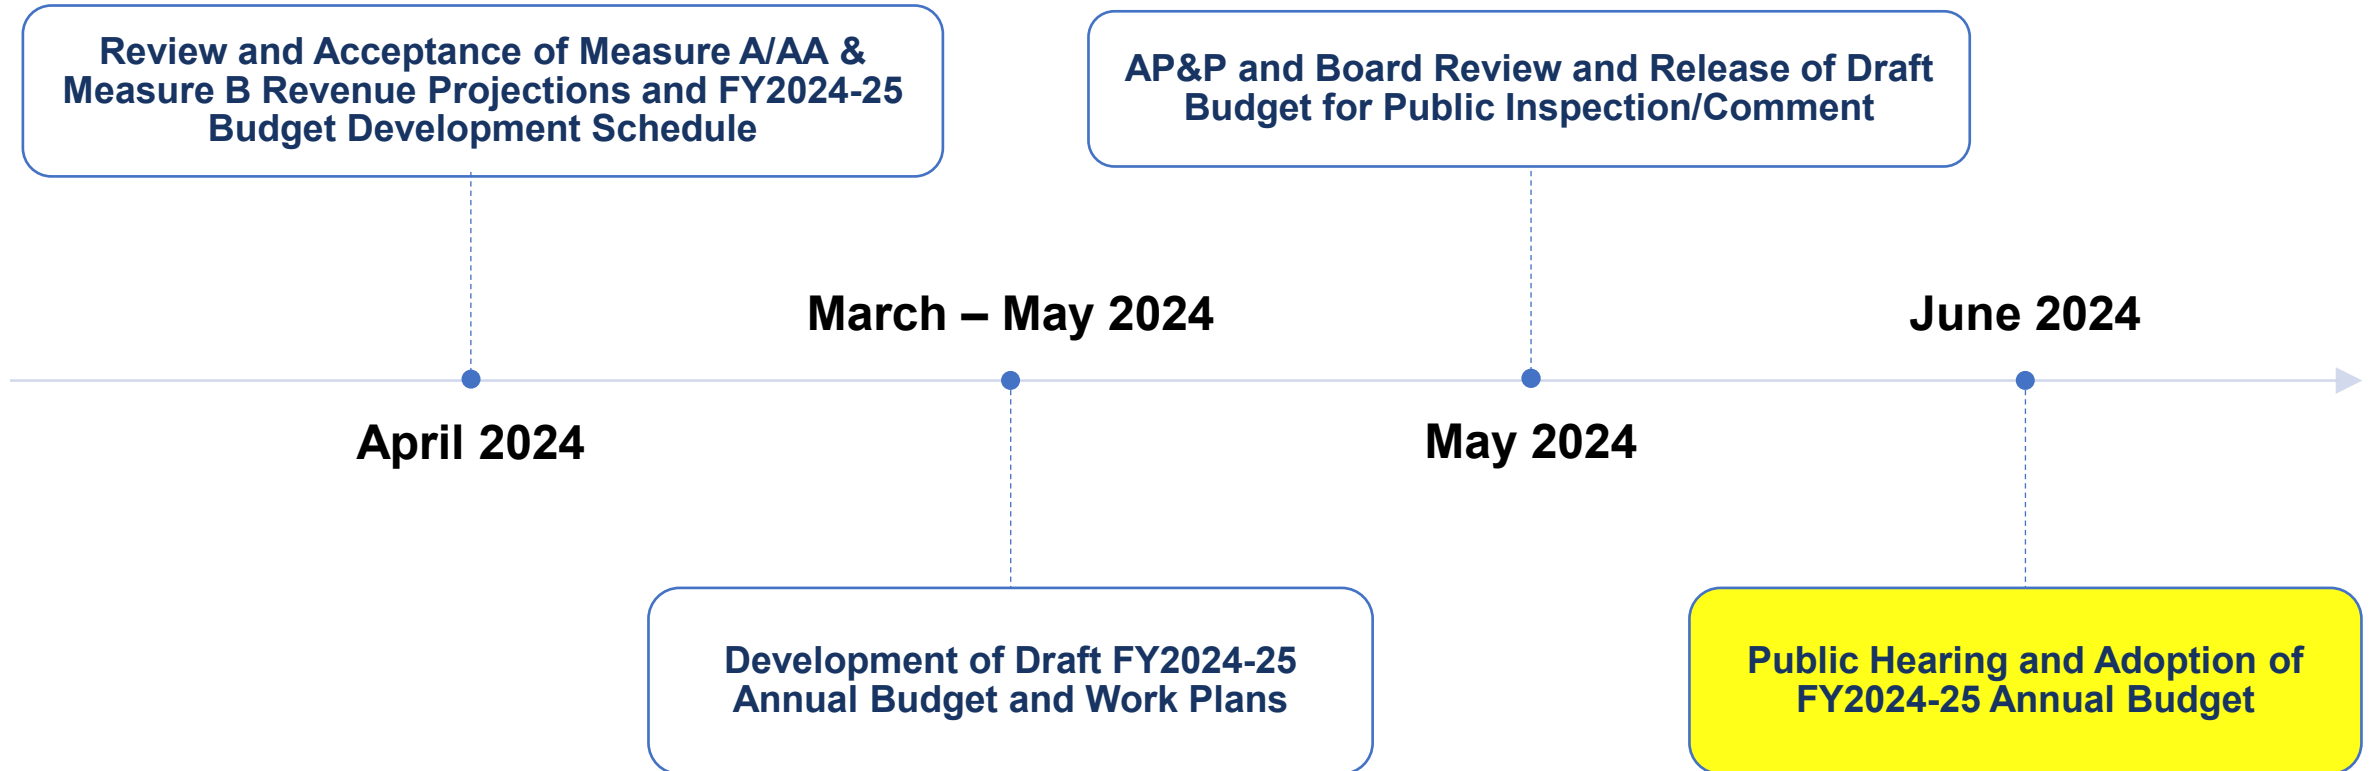 Review and Acceptance of Measure A/AA &
Measure B Revenue Projections and FY2024-25
Budget Development Schedule
AP&P and Board Review and Release of Draft
Budget for Public Inspection/Comment
March – May 2024
June 2024
April 2024
May 2024
Development of Draft FY2024-25
Annual Budget and Work Plans
Public Hearing and Adoption of
FY2024-25 Annual Budget